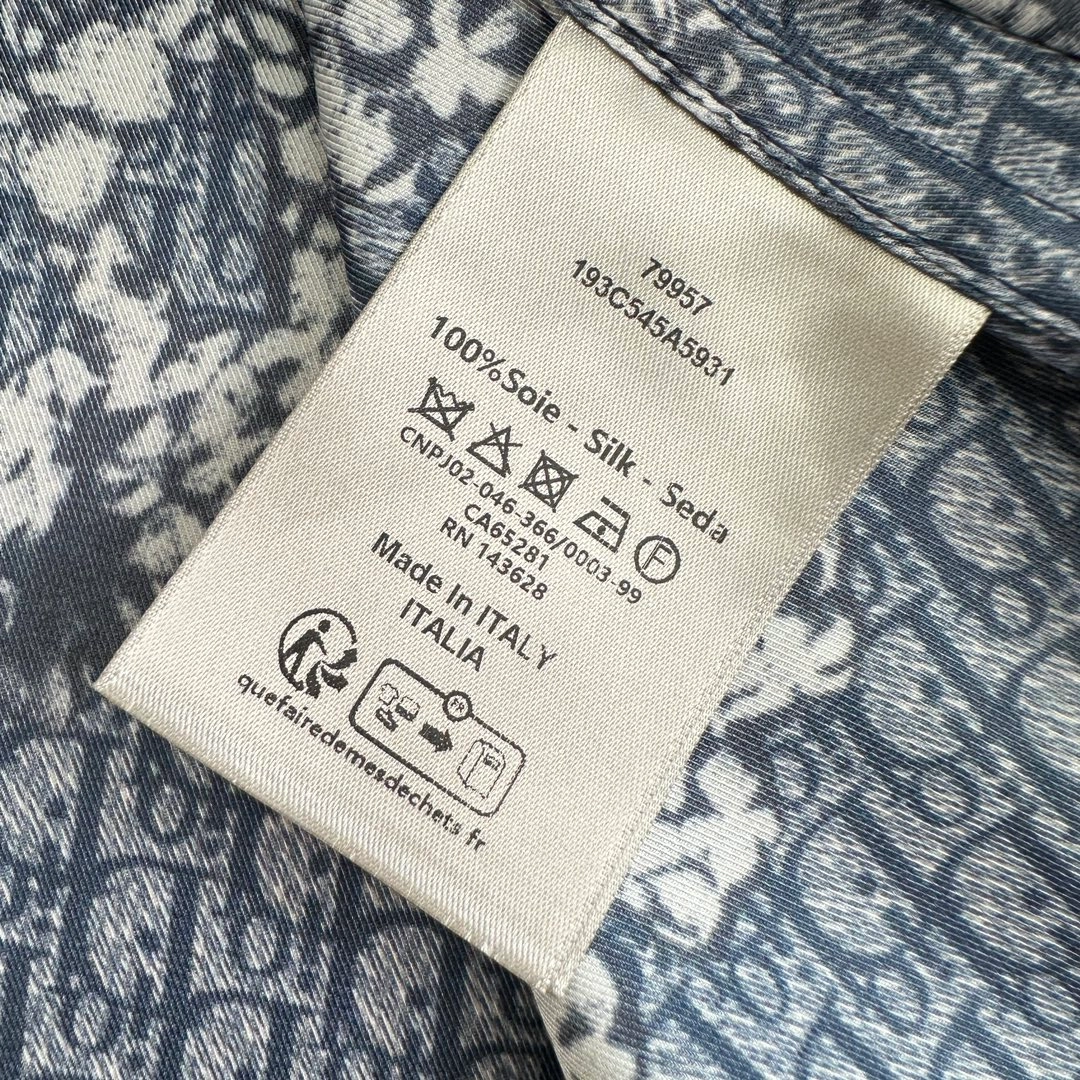 79957
193C545A5931
100%Soie - Silk - Seda
F
CNPJ02-046-366/0003-99
CA65281
RN 143628
Made In ITALY
ITALIA
FR
quefairedemesdechets fr